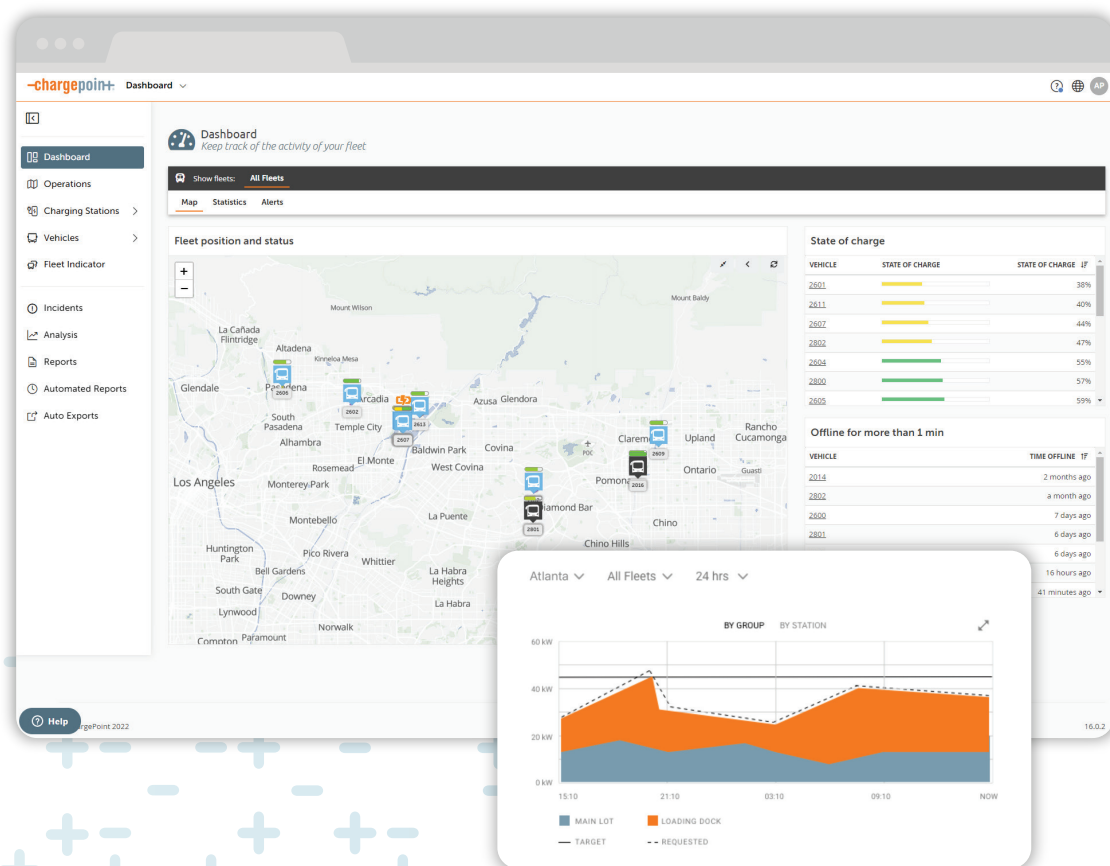 chargepoint Dashboard
AP
Dashboard
Keep track of the activity of your fleet
Dashboard
Operations
Charging Stations
Vehicles
Fleet Indicator
Incidents
Analysis
Reports
Automated Reports
Auto Exports
Show fleets: All Fleets
Map Statistics Alerts
Fleet position and status
+
−
Mount Wilson
Mount Baldy
La Cañada
Flintridge
Altadena
Kinneloa Mesa
Glendale
2606
2602
Arcadia
2613
Azusa Glendora
South
Pasadena
Temple City
2607
Alhambra
Baldwin Park
Covina
POC
2609
Upland
Rancho
Cucamonga
El Monte
Rosemead
West Covina
Los Angeles
Monterey Park
2016
Ontario
Guasti
Montebello
La Puente
2801
Chino
Chino Hills
Huntington
Park
Pico Rivera
Whittier
Bell Gardens
La Habra
Heights
South Gate
Downey
La Habra
Lynwood
Norwalk
Compton Paramount
State of charge
VEHICLE STATE OF CHARGE STATE OF CHARGE
2601 38%
2611 40%
2607 44%
2802 47%
2604 55%
2800 57%
2605 59%
Offline for more than 1 min
VEHICLE TIME OFFLINE
2014 2 months ago
2802 a month ago
2600 7 days ago
2801 6 days ago
6 days ago
16 hours ago
41 minutes ago
Help
2022
16.0.2
Atlanta All Fleets 24 hrs
BY GROUP BY STATION
60 kW
40 kW
20 kW
0 kW
15:10 21:10 03:10 09:10 NOW
MAIN LOT LOADING DOCK
TARGET REQUESTED